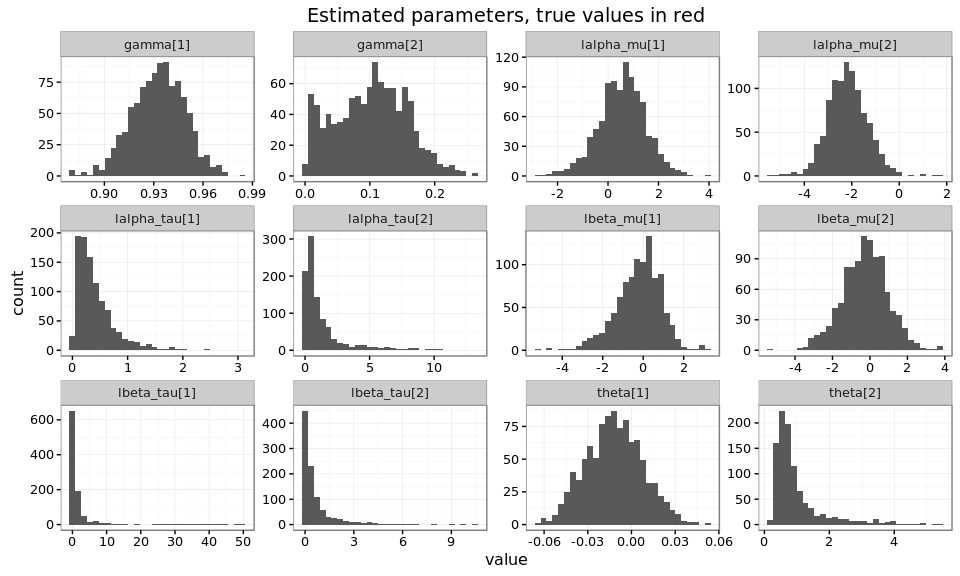 Estimated parameters, true values in red
gamma[1] gamma[2] lalpha_mu[1] lalpha_mu[2]
75 50 25 0
0.90 0.93 0.96 0.99
60 40 20 0
0.0 0.1 0.2
120 90 60 30 0
-2 0 2 4
100 50 0
-4 -2 0 2
lalpha_tau[1] lalpha_tau[2] lbeta_mu[1] lbeta_mu[2]
200 150 100 50 0
0 1 2 3
300 200 100 0
0 5 10
100 50 0
-4 -2 0 2
90 60 30 0
-4 -2 0 2 4
lbeta_tau[1] lbeta_tau[2] theta[1] theta[2]
600 400 200 0
0 10 20 30 40 50
400 300 200 100 0
0 3 6 9
75 50 25 0
-0.06 -0.03 0.00 0.03 0.06
200 150 100 50 0
0 2 4
count
value